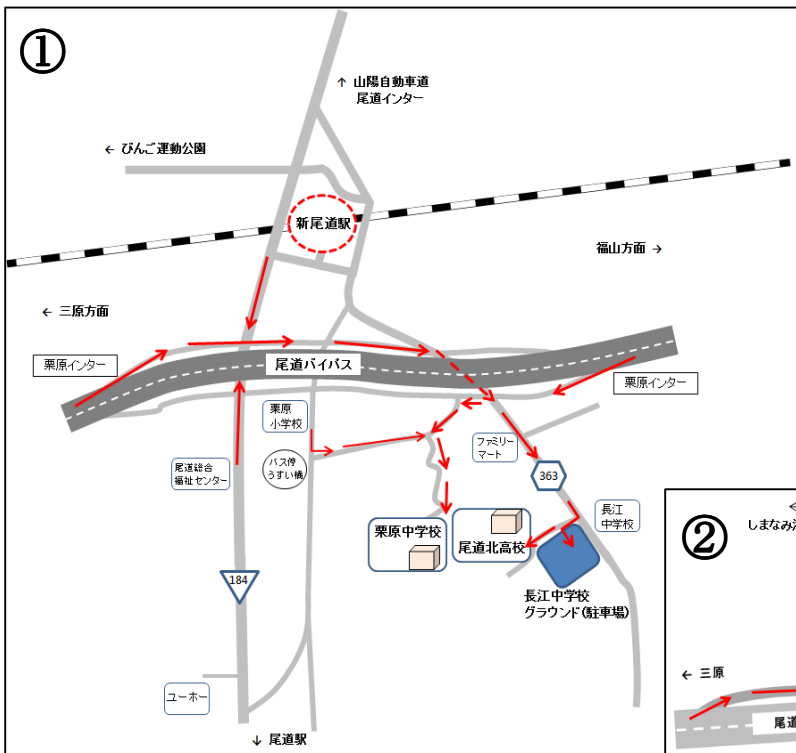 ①
↑ 山陽自動車道
尾道インター
← びんご運動公園
新尾道駅
福山方面 →
← 三原方面
栗原インター
尾道バイパス
栗原インター
栗原
小学校
ファミリー
マート
バス停
うすい橋
尾道総合
福祉センター
363
長江
中学校
栗原中学校
尾道北高校
184
長江中学校
グラウンド(駐車場)
ユーホー
↓ 尾道駅
②
←
しまなみ
← 三原
尾道